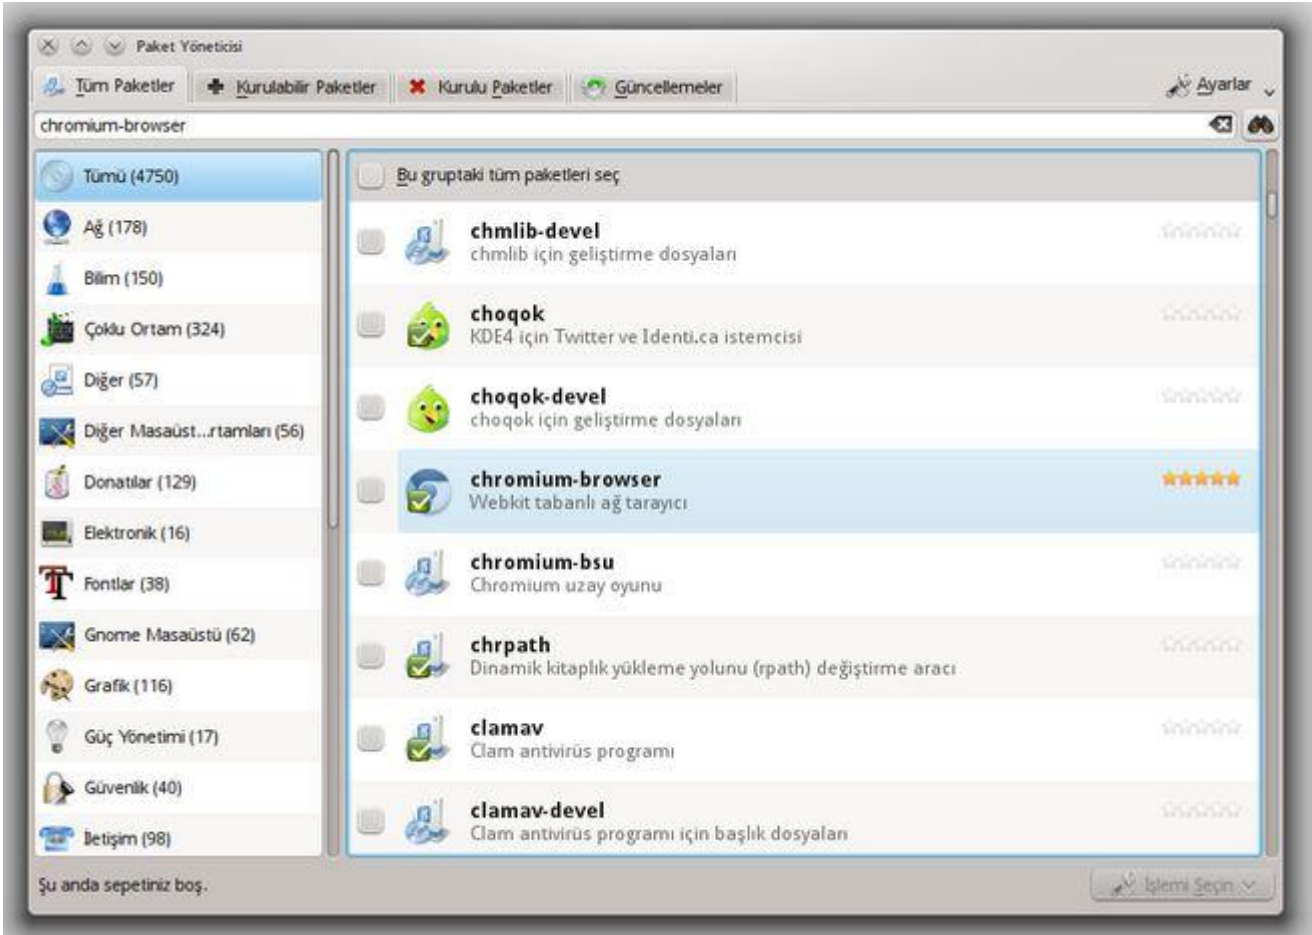 Paket Yöneticisi
Tüm Paketler
Kurulabilir Paketler
Kurulu Paketler
Güncellemeler
Ayarlar
chromium-browser
Tümü (4750)
Ağ (178)
Bilim (150)
Çoklu Ortam (324)
Diğer (57)
Diğer Masaüst...rtamları (56)
Donatılar (129)
Elektronik (16)
Fontlar (38)
Gnome Masaüstü (62)
Grafik (116)
Güç Yönetimi (17)
Güvenlik (40)
İletişim (98)
Bu gruptaki tüm paketleri seç
chmlib-devel
chmlib için geliştirme dosyaları
choqok
KDE4 için Twitter ve Identi.ca istemcisi
choqok-devel
choqok için geliştirme dosyaları
chromium-browser
Webkit tabanlı ağ tarayıcı
chromium-bsu
Chromium uzay oyunu
chrpath
Dinamik kitaplık yükleme yolunu (rpath) değiştirme aracı
clamav
Clam antivirüs programı
clamav-devel
Clam antivirüs programı için başlık dosyaları
Şu anda sepetiniz boş.
İşlemi Seçin